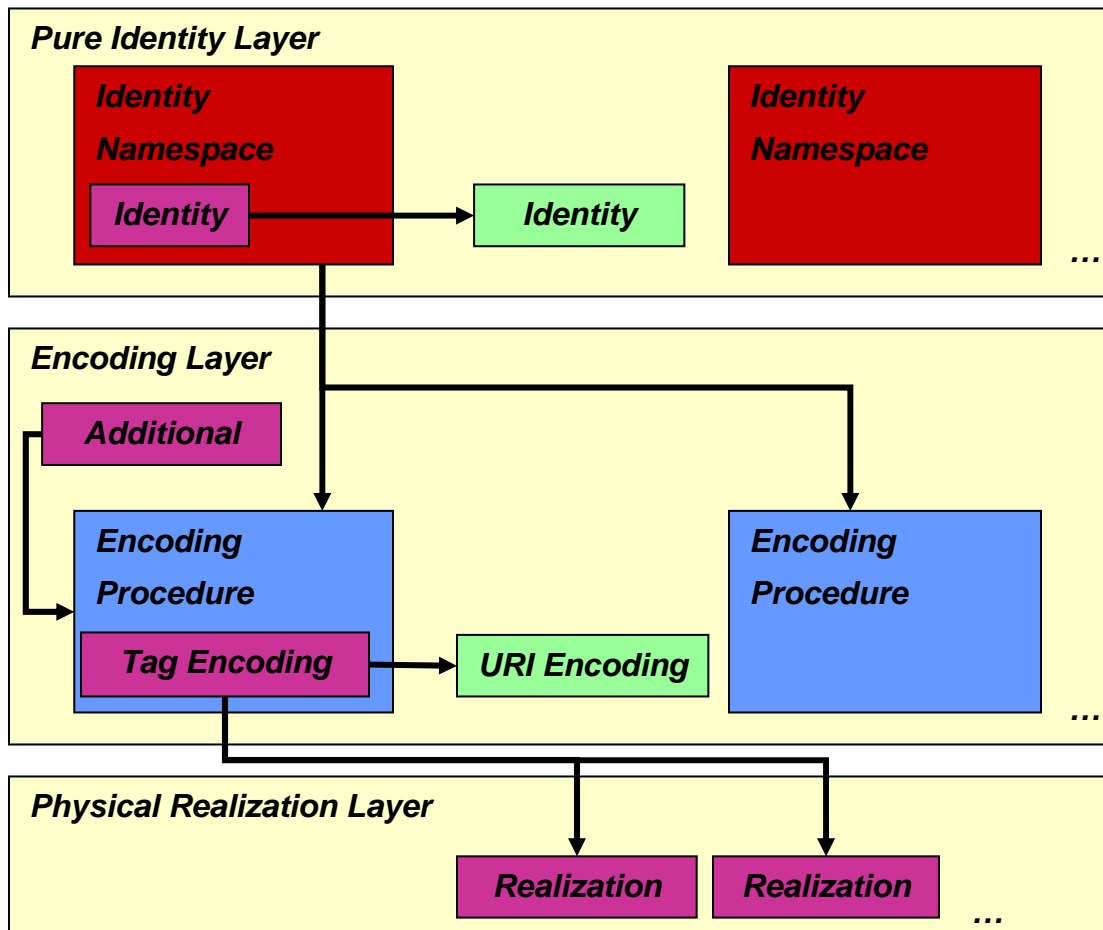 Pure Identity Layer
Identity
Namespace
Identity
Identity
Identity
Namespace
...
Encoding Layer
Additional
Encoding
Procedure
Tag Encoding
URI Encoding
Encoding
Procedure
...
Physical Realization Layer
Realization
Realization
...